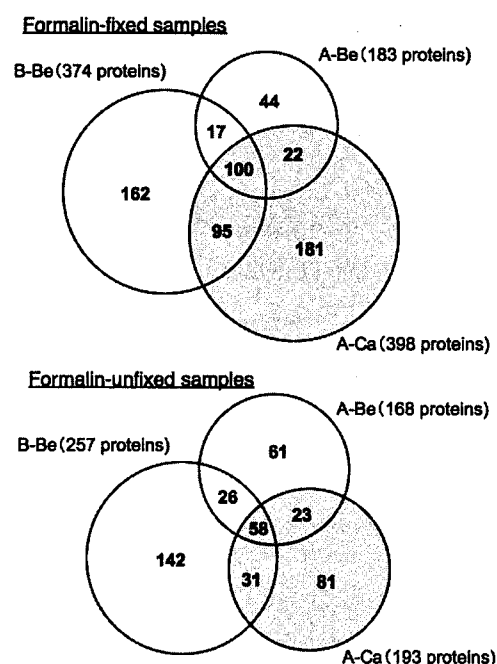 Formalin-fixed samples
A-Be(183 proteins)
B-Be(374 proteins)
44
17
100
22
162
95
181
A-Ca(398 proteins)
Formalin-unfixed samples
A-Be(168 proteins)
B-Be(257 proteins)
61
26
58
23
142
31
81
A-Ca(193 proteins)